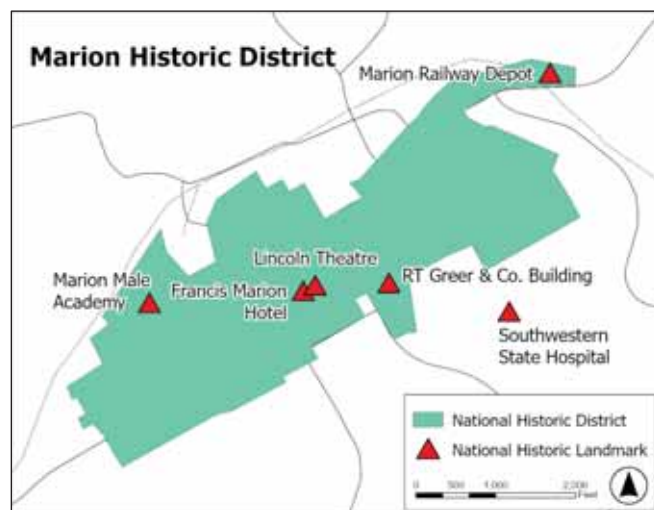 Marion Historic District
Marion Railway Depot
Lincoln Theatre
Marion Male
Academy
Francis Marion
Hotel
RT Greer & Co. Building
Southwestern
State Hospital
National Historic District
National Historic Landmark
0 500 1,000 2,000
Feet